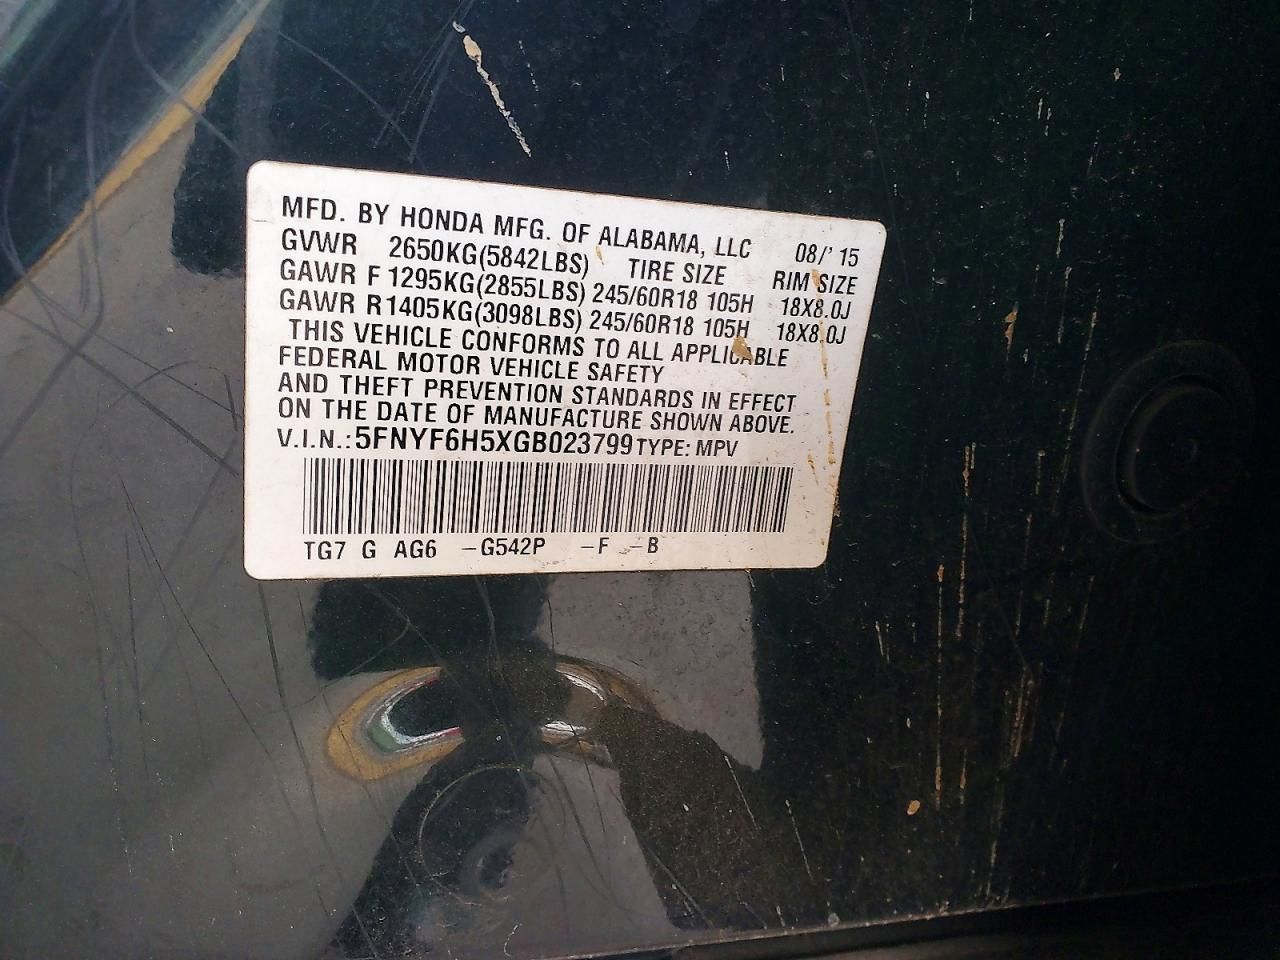 MFD. BY HONDA MFG. OF ALABAMA, LLC 08/' 15
GVWR 2650KG(5842LBS) TIRE SIZE RIM SIZE
GAWR F 1295KG(2855LBS) 245/60R18 105H 18X8.0J
GAWR R 1405KG(3098LBS) 245/60R18 105H 18X8.0J
THIS VEHICLE CONFORMS TO ALL APPLICABLE
FEDERAL MOTOR VEHICLE SAFETY
AND THEFT PREVENTION STANDARDS IN EFFECT
ON THE DATE OF MANUFACTURE SHOWN ABOVE.
V.I.N.: 5FNYF6H5XGB023799 TYPE: MPV
TG7 G AG6 -G542P -F -B